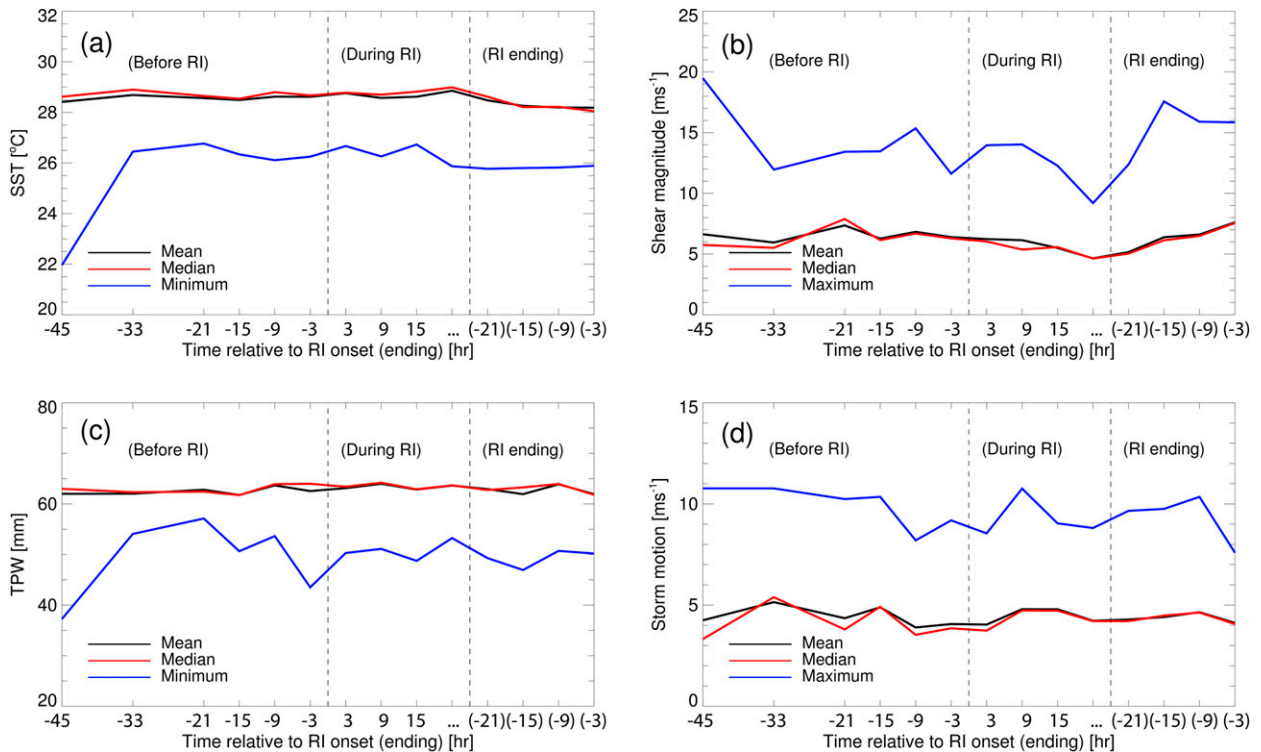 (a)
(Before RI)
(During RI)
(RI ending)
32
30
28
26
24
22
20
SST [°C]
Mean
Median
Minimum
-45 -33 -21 -15 -9 -3 3 9 15 ... (-21)(-15) (-9) (-3)
Time relative to RI onset (ending) [hr]
(b)
(Before RI)
(During RI)
(RI ending)
25
20
15
10
5
0
Shear magnitude [ms⁻¹]
Mean
Median
Maximum
-45 -33 -21 -15 -9 -3 3 9 15 ... (-21)(-15) (-9) (-3)
Time relative to RI onset (ending) [hr]
(c)
(Before RI)
(During RI)
(RI ending)
80
60
40
20
TPW [mm]
Mean
Median
Minimum
-45 -33 -21 -15 -9 -3 3 9 15 ... (-21)(-15) (-9) (-3)
Time relative to RI onset (ending) [hr]
(d)
(Before RI)
(During RI)
(RI ending)
15
10
5
0
Storm motion [ms⁻¹]
Mean
Median
Maximum
-45 -33 -21 -15 -9 -3 3 9 15 ... (-21)(-15) (-9) (-3)
Time relative to RI onset (ending) [hr]